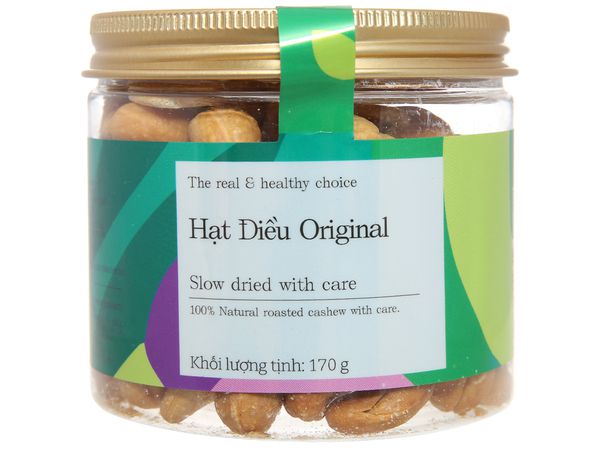 The real & healthy choice
Hạt Điều Original
Slow dried with care
100% Natural roasted cashew with care.
Khối lượng tịnh: 170 g